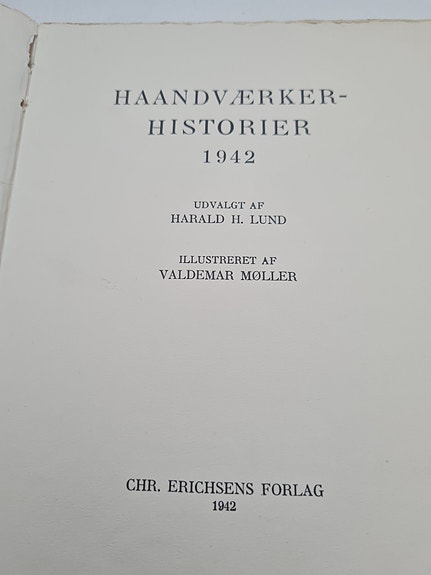 HAANDVÆRKER-
HISTORIER
1942
UDVALGT AF
HARALD H. LUND
ILLUSTRERET AF
VALDEMAR MØLLER
CHR. ERICHSENS FORLAG
1942